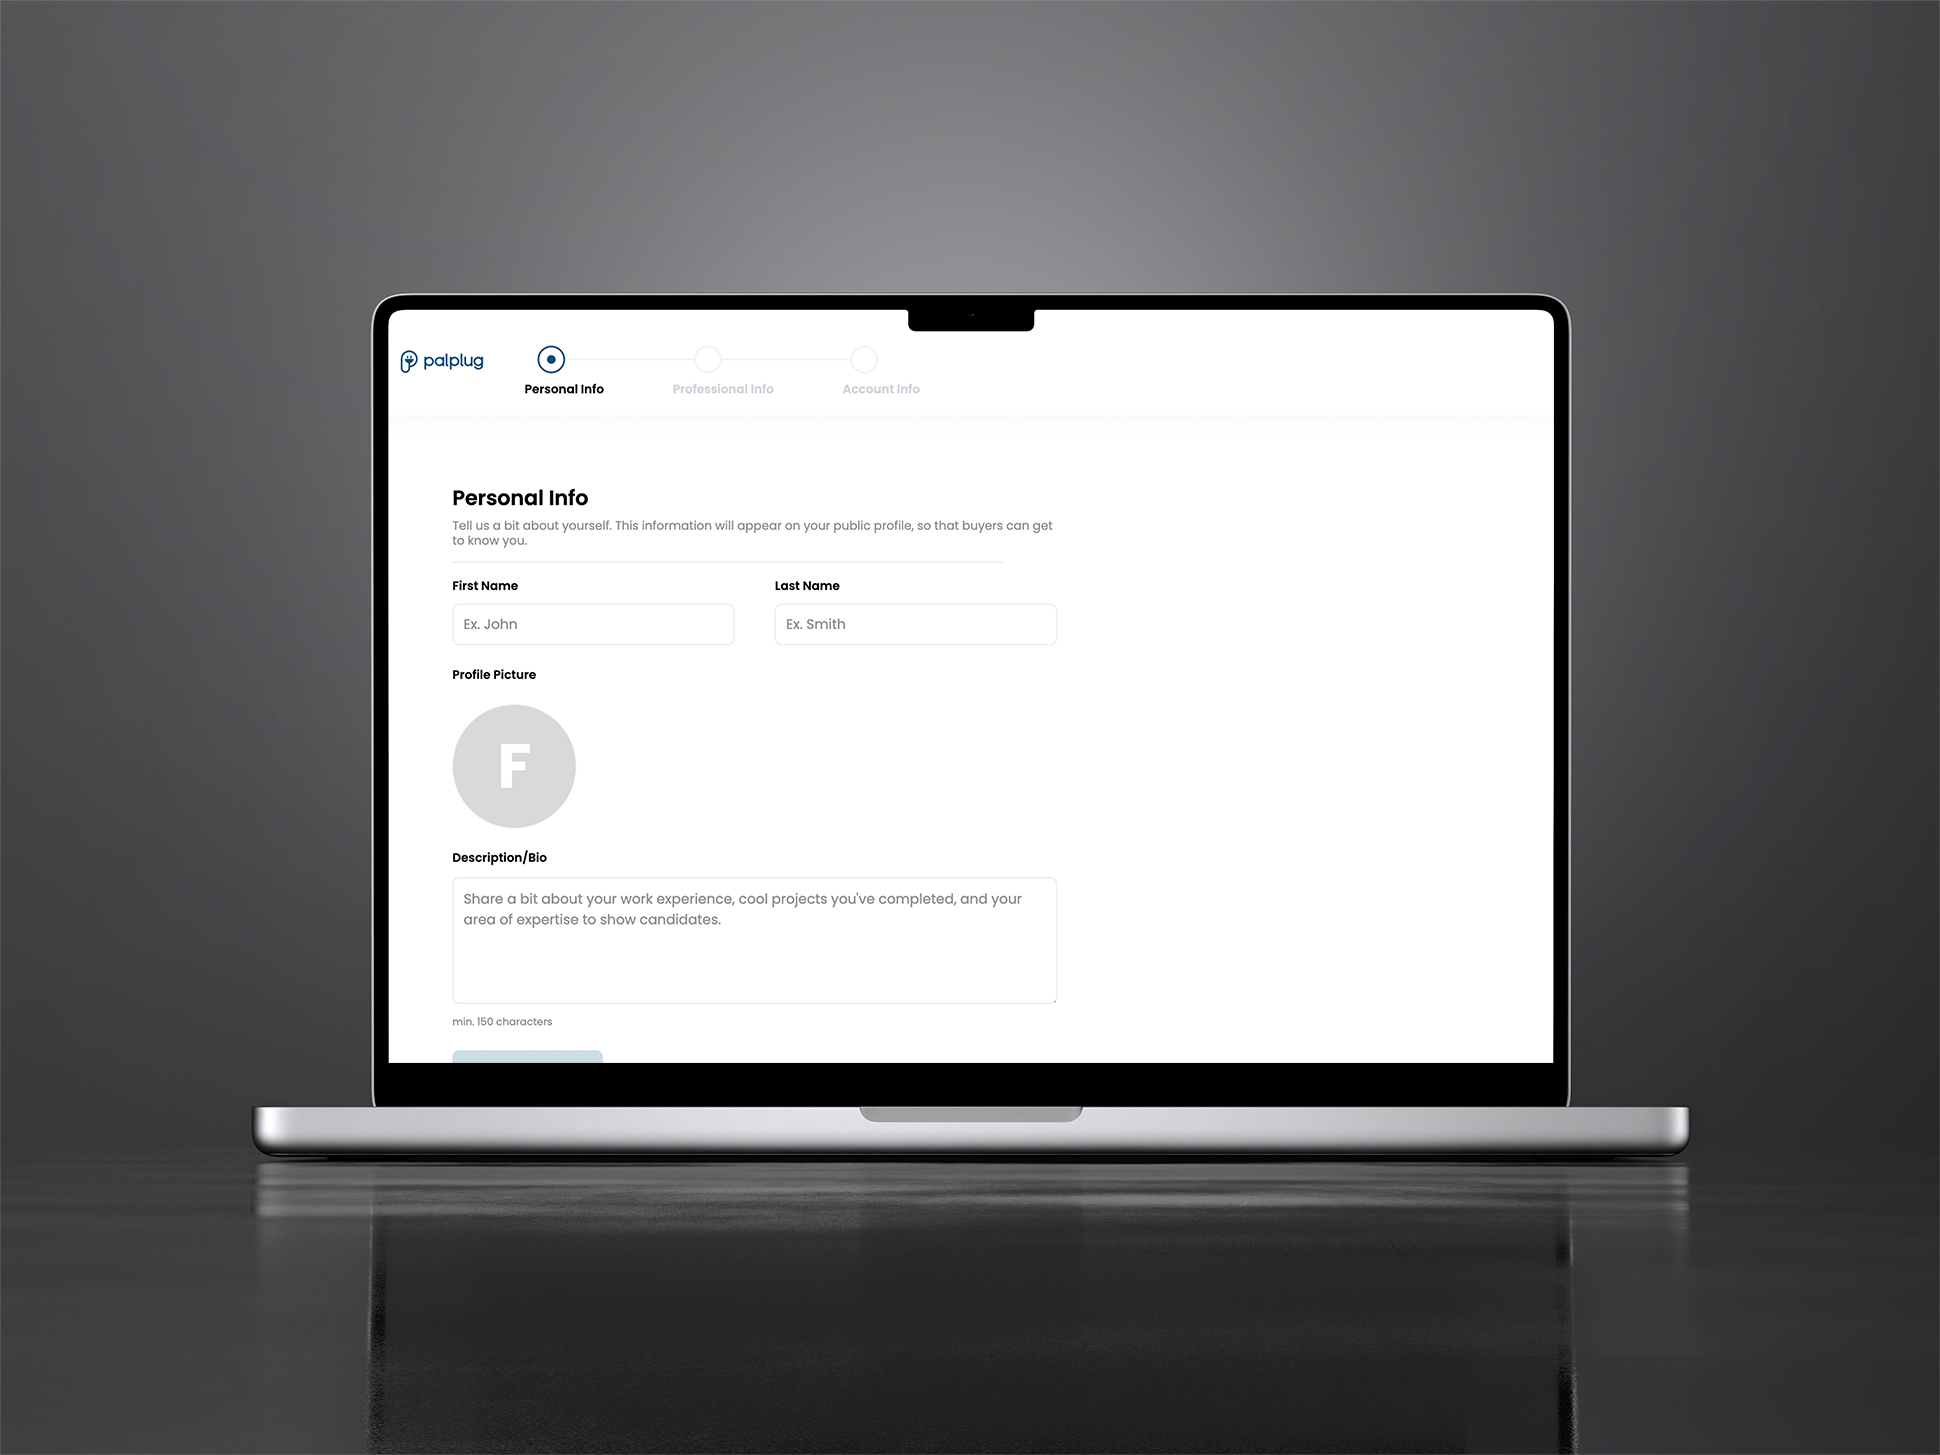 palplug
Personal Info
Professional Info
Account Info
Personal Info
Tell us a bit about yourself. This information will appear on your public profile, so that buyers can get
to know you.
First Name
Last Name
Ex. John
Ex. Smith
Profile Picture
F
Description/Bio
Share a bit about your work experience, cool projects you've completed, and your
area of expertise to show candidates.
min. 150 characters